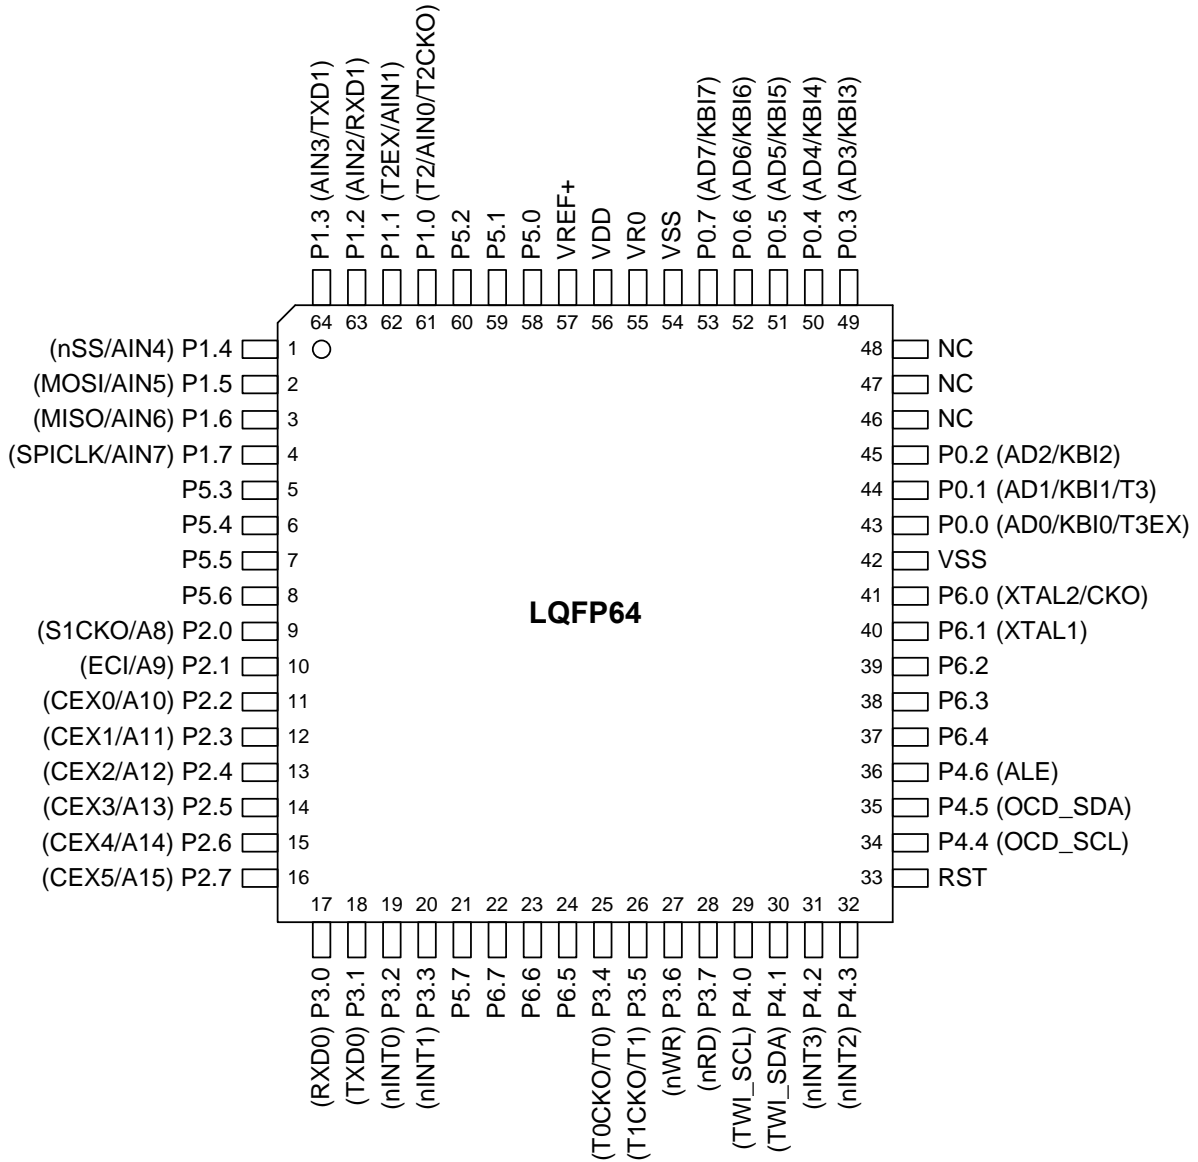 P1.3 (AIN3/TXD1)
P1.2 (AIN2/RXD1)
P1.1 (T2EX/AIN1)
P1.0 (T2/AIN0/T2CKO)
P5.2
P5.1
P5.0
VREF+
VDD
VR0
VSS
P0.7 (AD7/KBI7)
P0.6 (AD6/KBI6)
P0.5 (AD5/KBI5)
P0.4 (AD4/KBI4)
P0.3 (AD3/KBI3)
64 63 62 61 60 59 58 57 56 55 54 53 52 51 50 49
(nSS/AIN4) P1.4 1
(MOSI/AIN5) P1.5 2
(MISO/AIN6) P1.6 3
(SPICLK/AIN7) P1.7 4
P5.3 5
P5.4 6
P5.5 7
P5.6 8
(S1CKO/A8) P2.0 9
(ECI/A9) P2.1 10
(CEX0/A10) P2.2 11
(CEX1/A11) P2.3 12
(CEX2/A12) P2.4 13
(CEX3/A13) P2.5 14
(CEX4/A14) P2.6 15
(CEX5/A15) P2.7 16
LQFP64
48 NC
47 NC
46 NC
45 P0.2 (AD2/KBI2)
44 P0.1 (AD1/KBI1/T3)
43 P0.0 (AD0/KBI0/T3EX)
42 VSS
41 P6.0 (XTAL2/CKO)
40 P6.1 (XTAL1)
39 P6.2
38 P6.3
37 P6.4
36 P4.6 (ALE)
35 P4.5 (OCD_SDA)
34 P4.4 (OCD_SCL)
33 RST
17 18 19 20 21 22 23 24 25 26 27 28 29 30 31 32
(RXD0) P3.0
(TXD0) P3.1
(nINT0) P3.2
(nINT1) P3.3
P5.7
P6.7
P6.6
P6.5
(T0CKO/T0) P3.4
(T1CKO/T1) P3.5
(nWR) P3.6
(nRD) P3.7
(TWI_SCL) P4.0
(TWI_SDA) P4.1
(nINT3) P4.2
(nINT2) P4.3